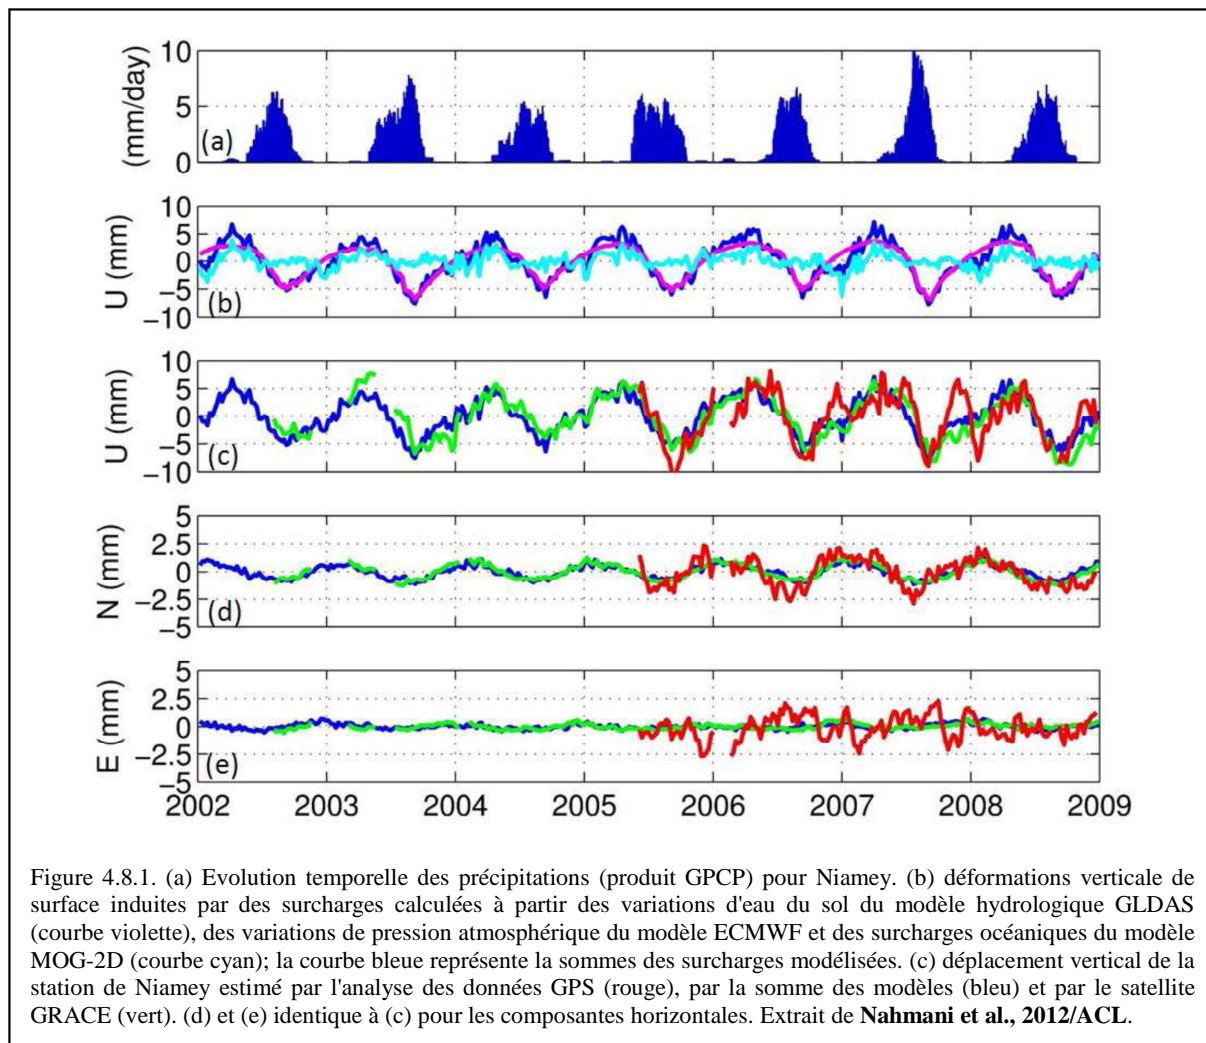 10
5
0
(mm/day)
(a)
10
5
0
−5
−10
U (mm)
(b)
10
5
0
−5
−10
U (mm)
(c)
5
2.5
0
−2.5
−5
N (mm)
(d)
5
2.5
0
−2.5
−5
E (mm)
(e)
2002 2003 2004 2005 2006 2007 2008 2009
Figure 4.8.1. (a) Evolution temporelle des précipitations (produit GPCP) pour Niamey. (b) déformations verticale de
surface induites par des surcharges calculées à partir des variations d'eau du sol du modèle hydrologique GLDAS
(courbe violette), des variations de pression atmosphérique du modèle ECMWF et des surcharges océaniques du modèle
MOG-2D (courbe cyan); la courbe bleue représente la sommes des surcharges modélisées. (c) déplacement vertical de la
station de Niamey estimé par l'analyse des données GPS (rouge), par la somme des modèles (bleu) et par le satellite
GRACE (vert). (d) et (e) identique à (c) pour les composantes horizontales. Extrait de Nahmani et al., 2012/ACL.